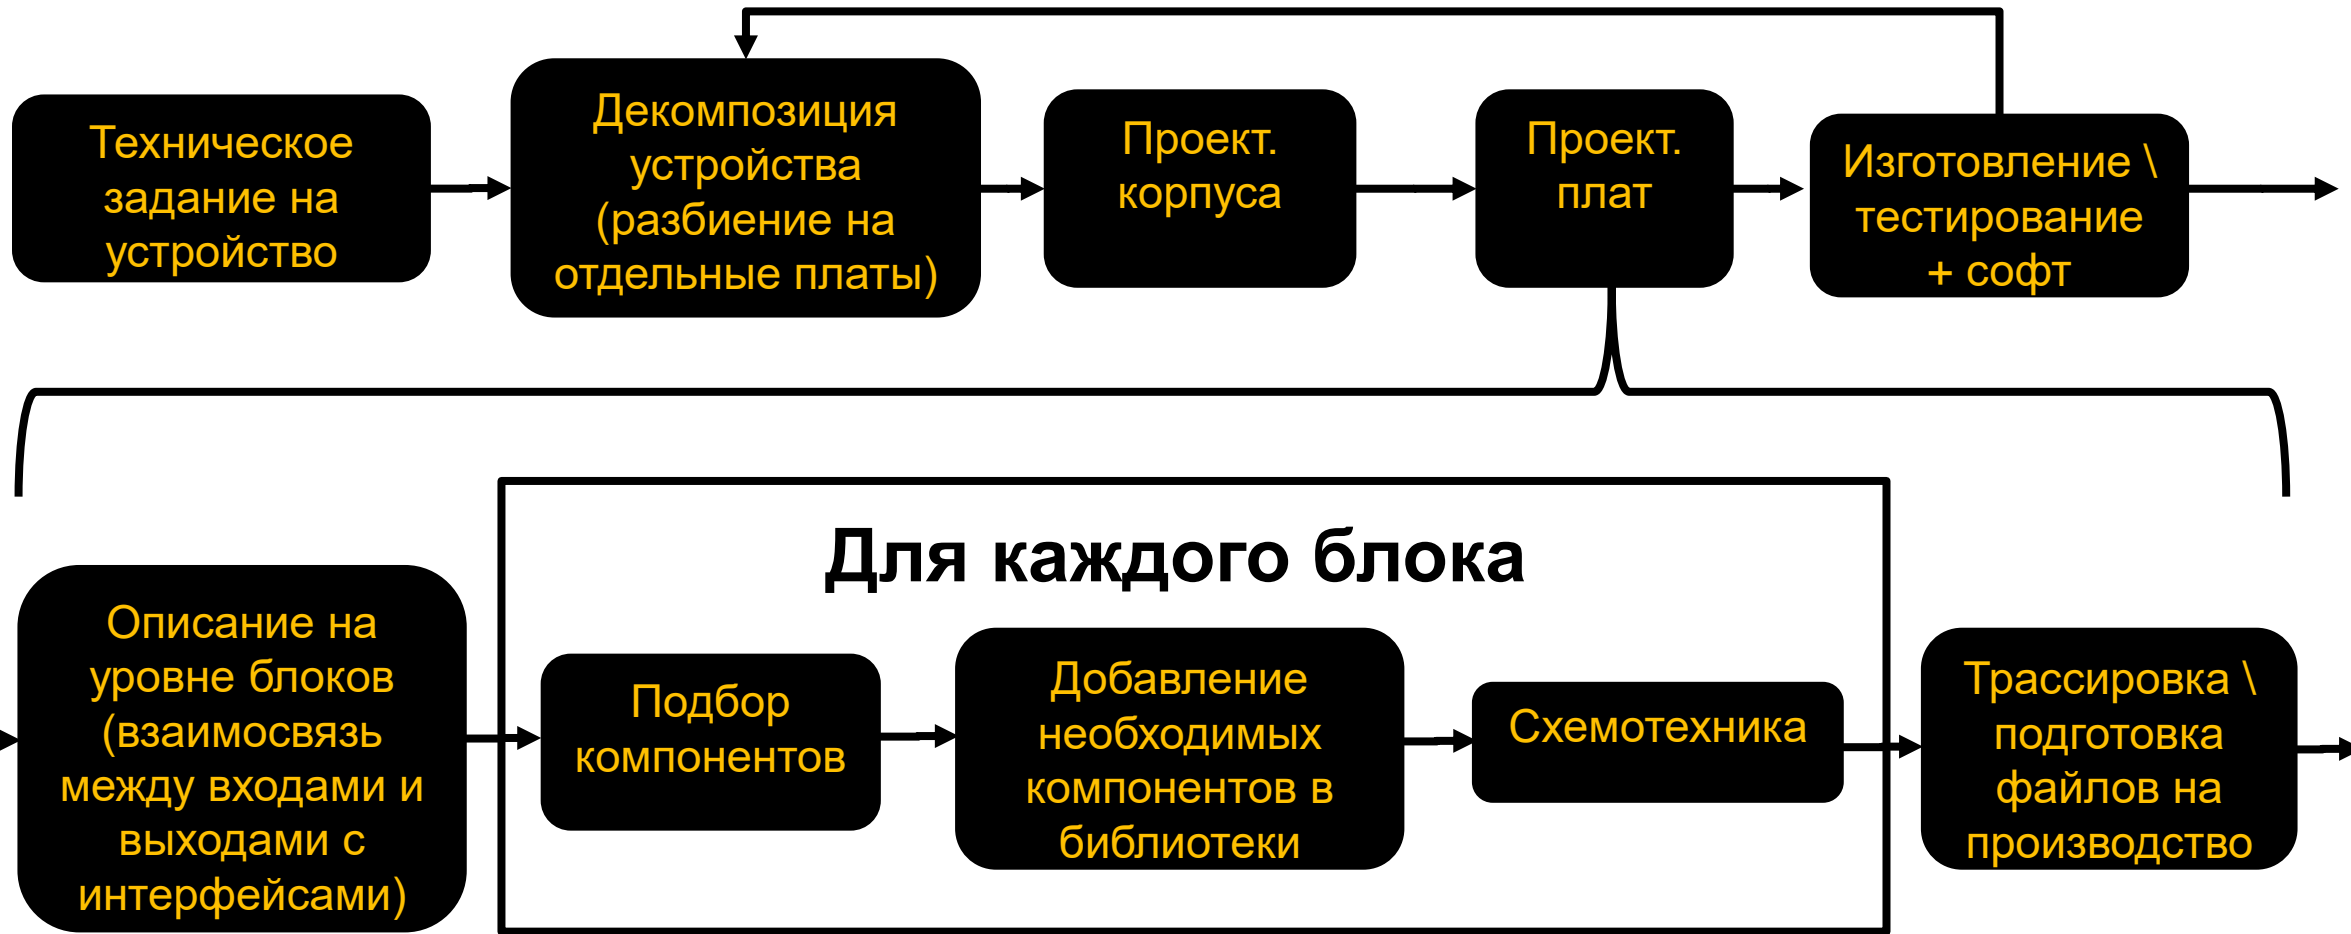 Техническое
задание на
устройство
Декомпозиция
устройства
(разбиение на
отдельные платы)
Проект.
корпуса
Проект.
плат
Изготовление \
тестирование
+ софт
Для каждого блока
Описание на
уровне блоков
(взаимосвязь
между входами и
выходами с
интерфейсами)
Подбор
компонентов
Добавление
необходимых
компонентов в
библиотеки
Схемотехника
Трассировка \
подготовка
файлов на
производство